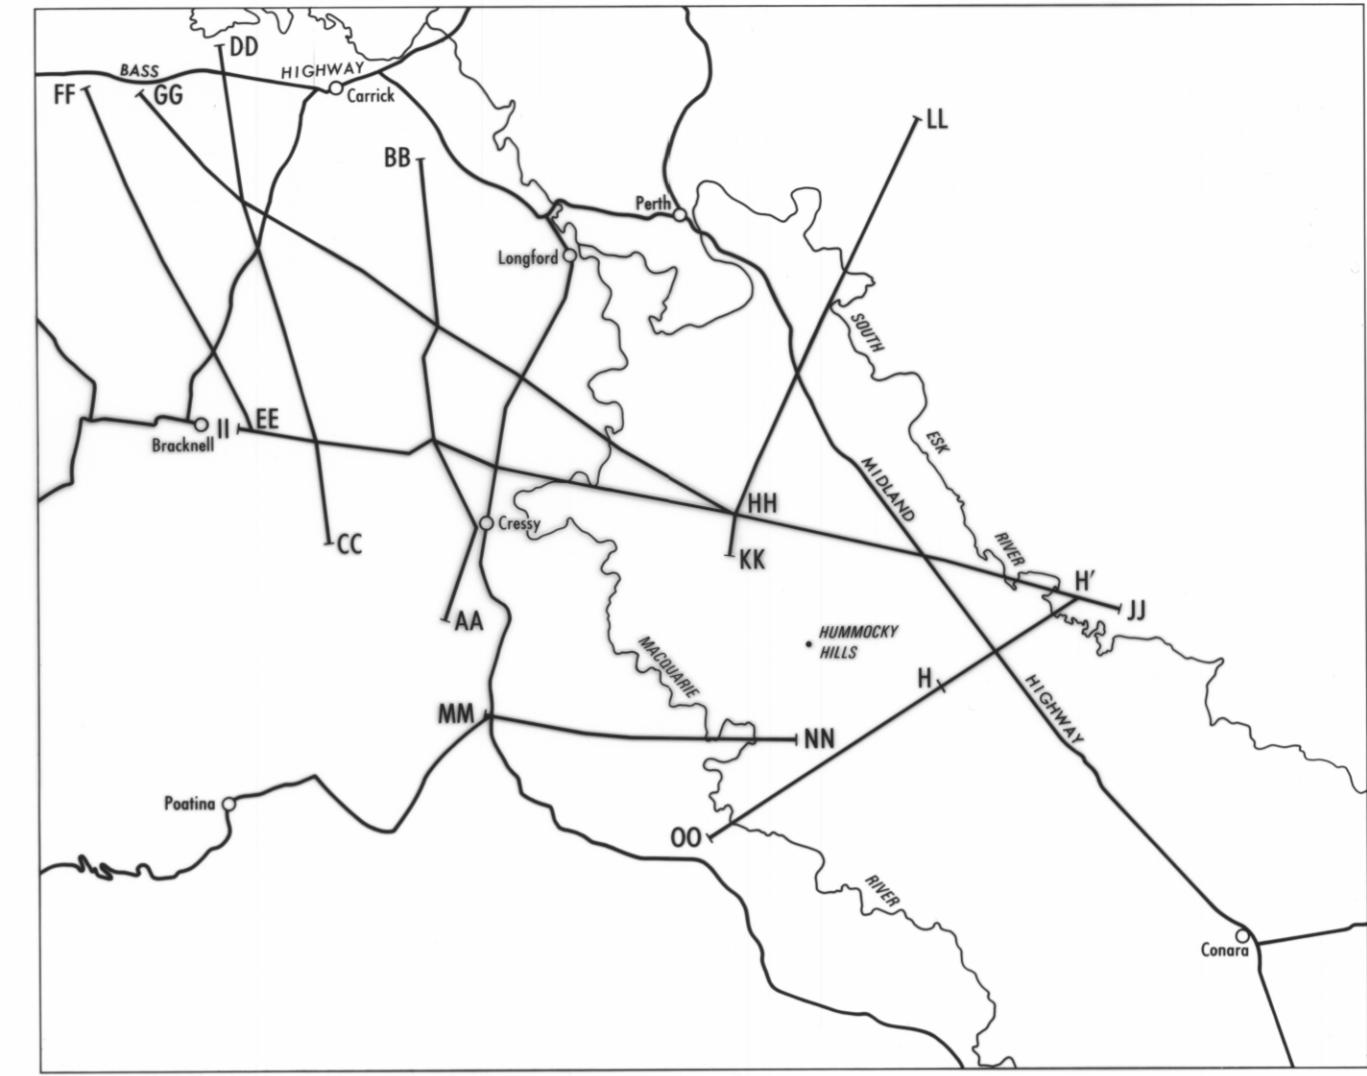 DD
BASS
HIGHWAY
FF
GG
Carrick
LL
BB
Perth
Longford
SOUTH
EE
II
Bracknell
ESK
MIDLAND
HH
Cressy
CC
KK
RIVER
H'
JJ
AA
HUMMOCKY
HILLS
MACQUARIE
H
HIGHWAY
MM
NN
Poatina
OO
RIVER
Conara